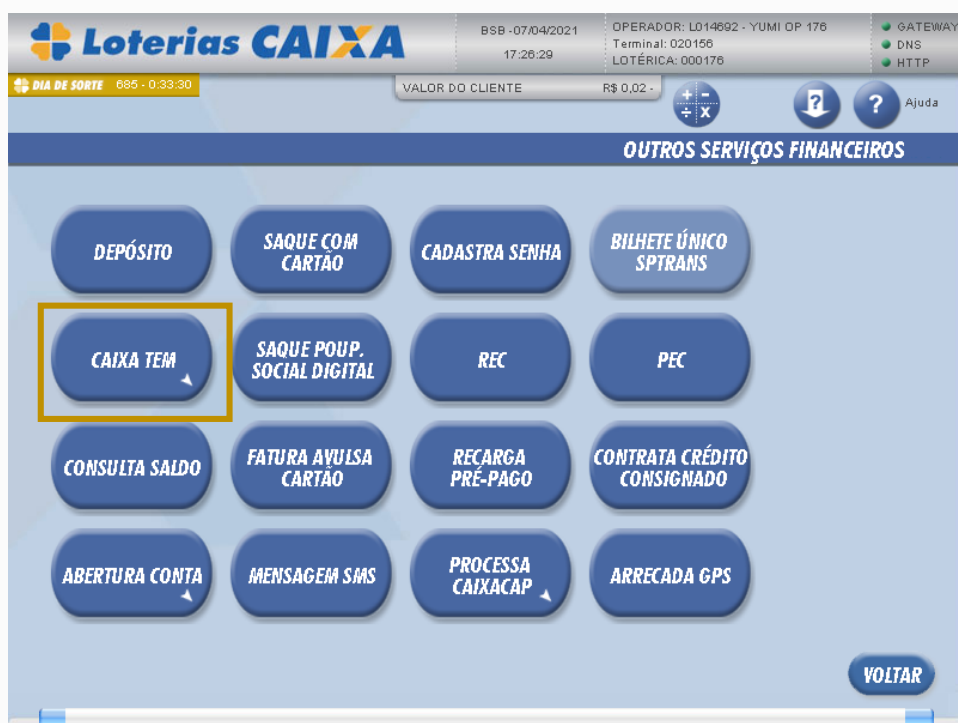 Loterias CAIXA
BSB - 07/04/2021
17:26:29
OPERADOR: L014692 - YUMI OP 176
Terminal: 020156
LOTÉRICA: 000176
GATEWAY
DNS
HTTP
DIA DE SORTE 685 - 0:33:30
VALOR DO CLIENTE R$ 0,02 -
+ -
÷ x
?
? Ajuda
OUTROS SERVIÇOS FINANCEIROS
DEPÓSITO
SAQUE COM
CARTÃO
CADASTRA SENHA
BILHETE ÚNICO
SPTRANS
CAIXA TEM
SAQUE POUP.
SOCIAL DIGITAL
REC
PEC
CONSULTA SALDO
FATURA AVULSA
CARTÃO
RECARGA
PRÉ-PAGO
CONTRATA CRÉDITO
CONSIGNADO
ABERTURA CONTA
MENSAGEM SMS
PROCESSA
CAIXACAP
ARRECADA GPS
VOLTAR